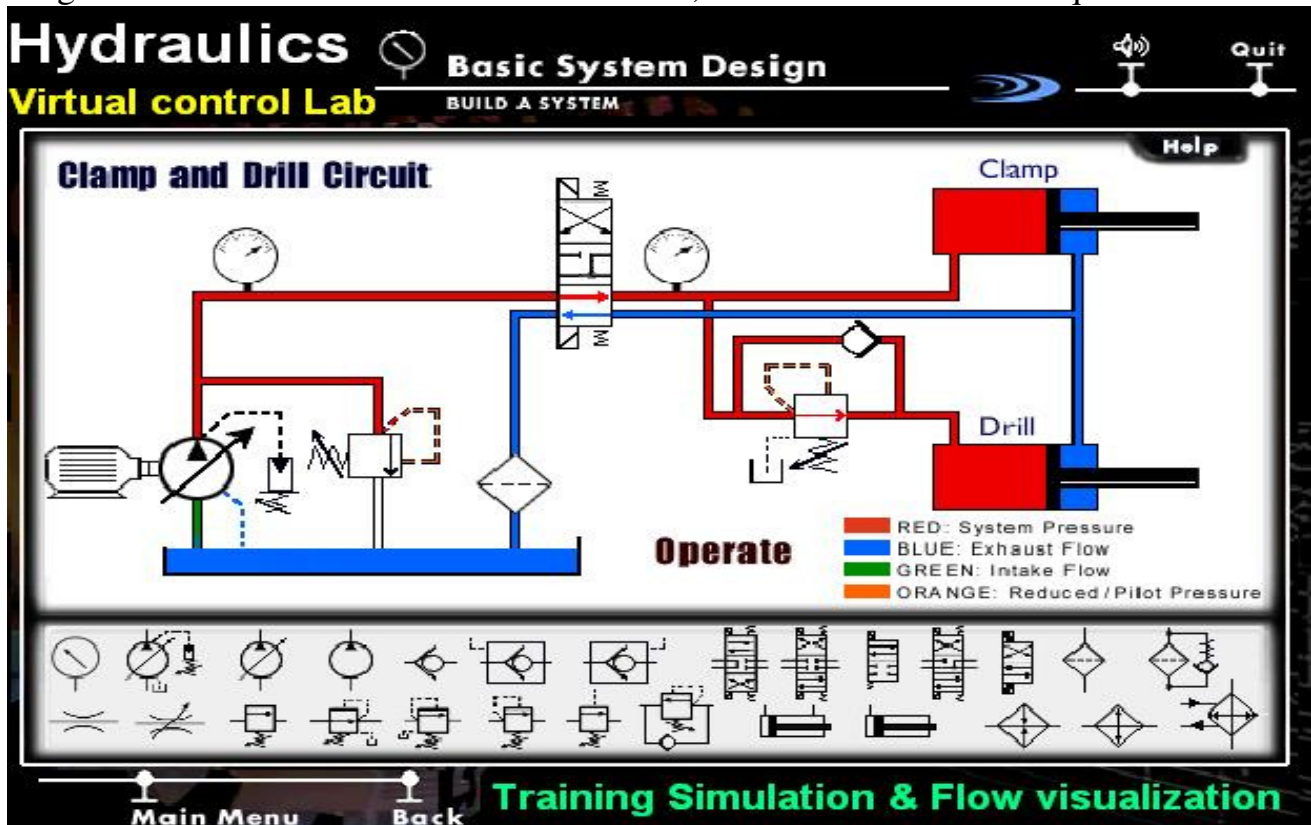 Hydraulics
Virtual control Lab
Basic System Design
BUILD A SYSTEM
Quit
Help
Clamp and Drill Circuit
Clamp
Drill
Operate
RED: System Pressure
BLUE: Exhaust Flow
GREEN: Intake Flow
ORANGE: Reduced/Pilot Pressure
Main Menu
Back
Training Simulation & Flow visualization